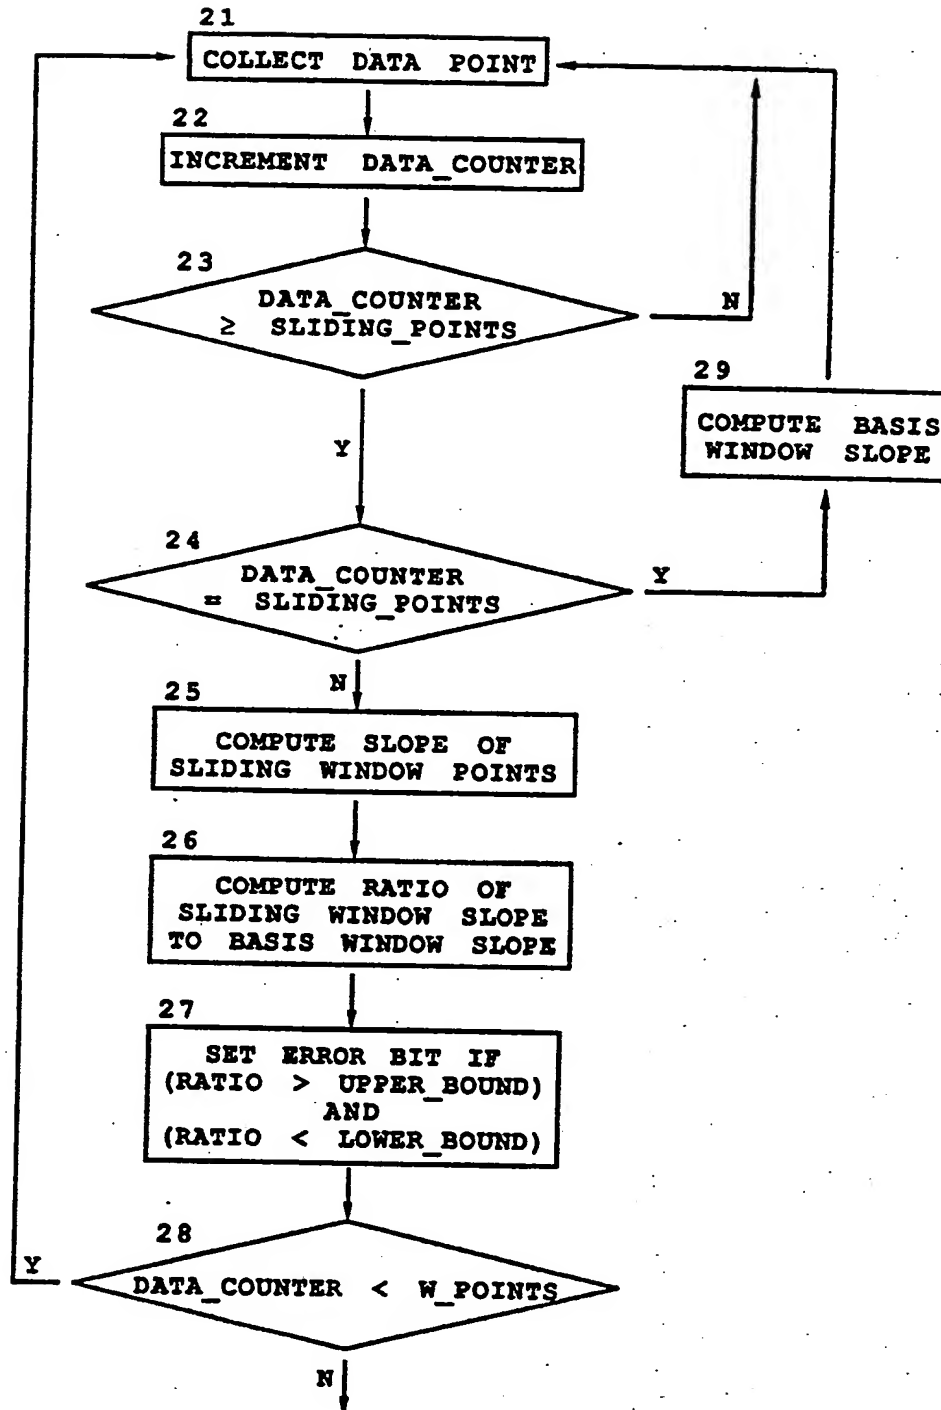 21
COLLECT DATA POINT
22
INCREMENT DATA_COUNTER
23
DATA_COUNTER
≥ SLIDING_POINTS
N
Y
29
COMPUTE BASIS
WINDOW SLOPE
24
DATA_COUNTER
= SLIDING_POINTS
Y
N
25
COMPUTE SLOPE OF
SLIDING WINDOW POINTS
26
COMPUTE RATIO OF
SLIDING WINDOW SLOPE
TO BASIS WINDOW SLOPE
27
SET ERROR BIT IF
(RATIO > UPPER_BOUND)
AND
(RATIO < LOWER_BOUND)
28
Y
DATA_COUNTER < W_POINTS
N